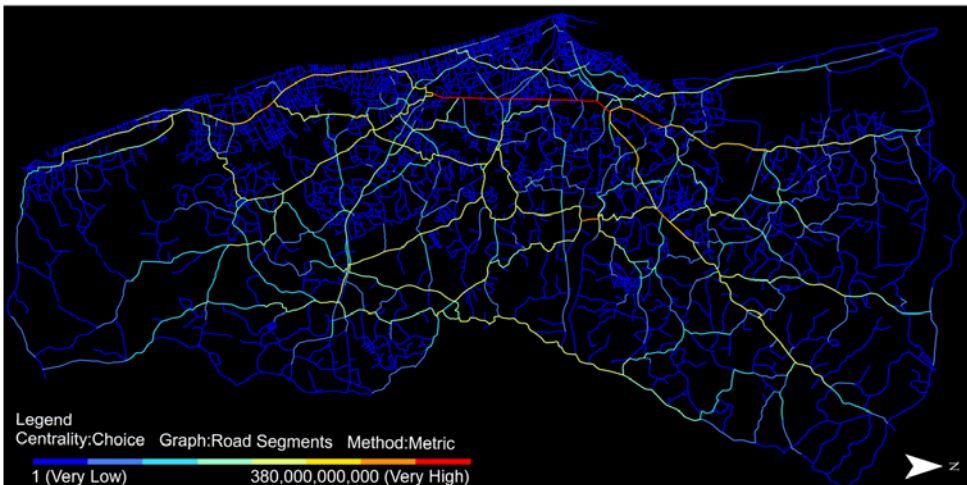 Legend
Centrality:Choice Graph:Road Segments Method:Metric
1 (Very Low) 380,000,000,000 (Very High)
N